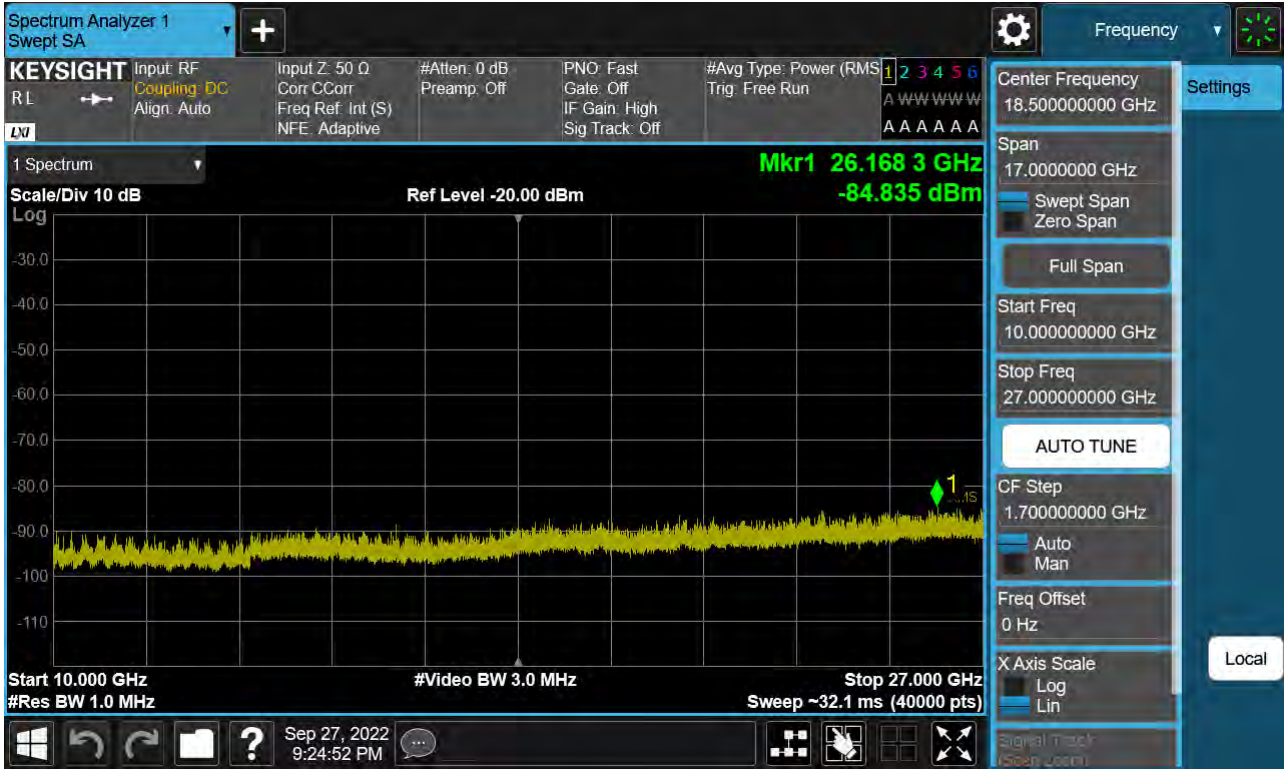 Spectrum Analyzer 1
Swept SA
Frequency
KEYSIGHT
R L
LXI
Input: RF
Coupling: DC
Align: Auto
Input Z: 50 Ω
Corr CCorr
Freq Ref: Int (S)
NFE: Adaptive
#Atten: 0 dB
Preamp: Off
PNO: Fast
Gate: Off
IF Gain: High
Sig Track: Off
#Avg Type: Power (RMS
Trig: Free Run
1 2 3 4 5 6
A W W W W W
A A A A A A
1 Spectrum
Mkr1 26.168 3 GHz
Scale/Div 10 dB
Ref Level -20.00 dBm
-84.835 dBm
Log
-30.0
-40.0
-50.0
-60.0
-70.0
-80.0
1
-90.0
-100
-110
Start 10.000 GHz
#Video BW 3.0 MHz
Stop 27.000 GHz
#Res BW 1.0 MHz
Sweep ~32.1 ms (40000 pts)
Center Frequency
18.500000000 GHz
Settings
Span
17.0000000 GHz
Swept Span
Zero Span
Full Span
Start Freq
10.000000000 GHz
Stop Freq
27.000000000 GHz
AUTO TUNE
CF Step
1.700000000 GHz
Auto
Man
Freq Offset
0 Hz
X Axis Scale
Log
Lin
Local
Signal Track
(Span Zoom)
?
Sep 27, 2022
9:24:52 PM